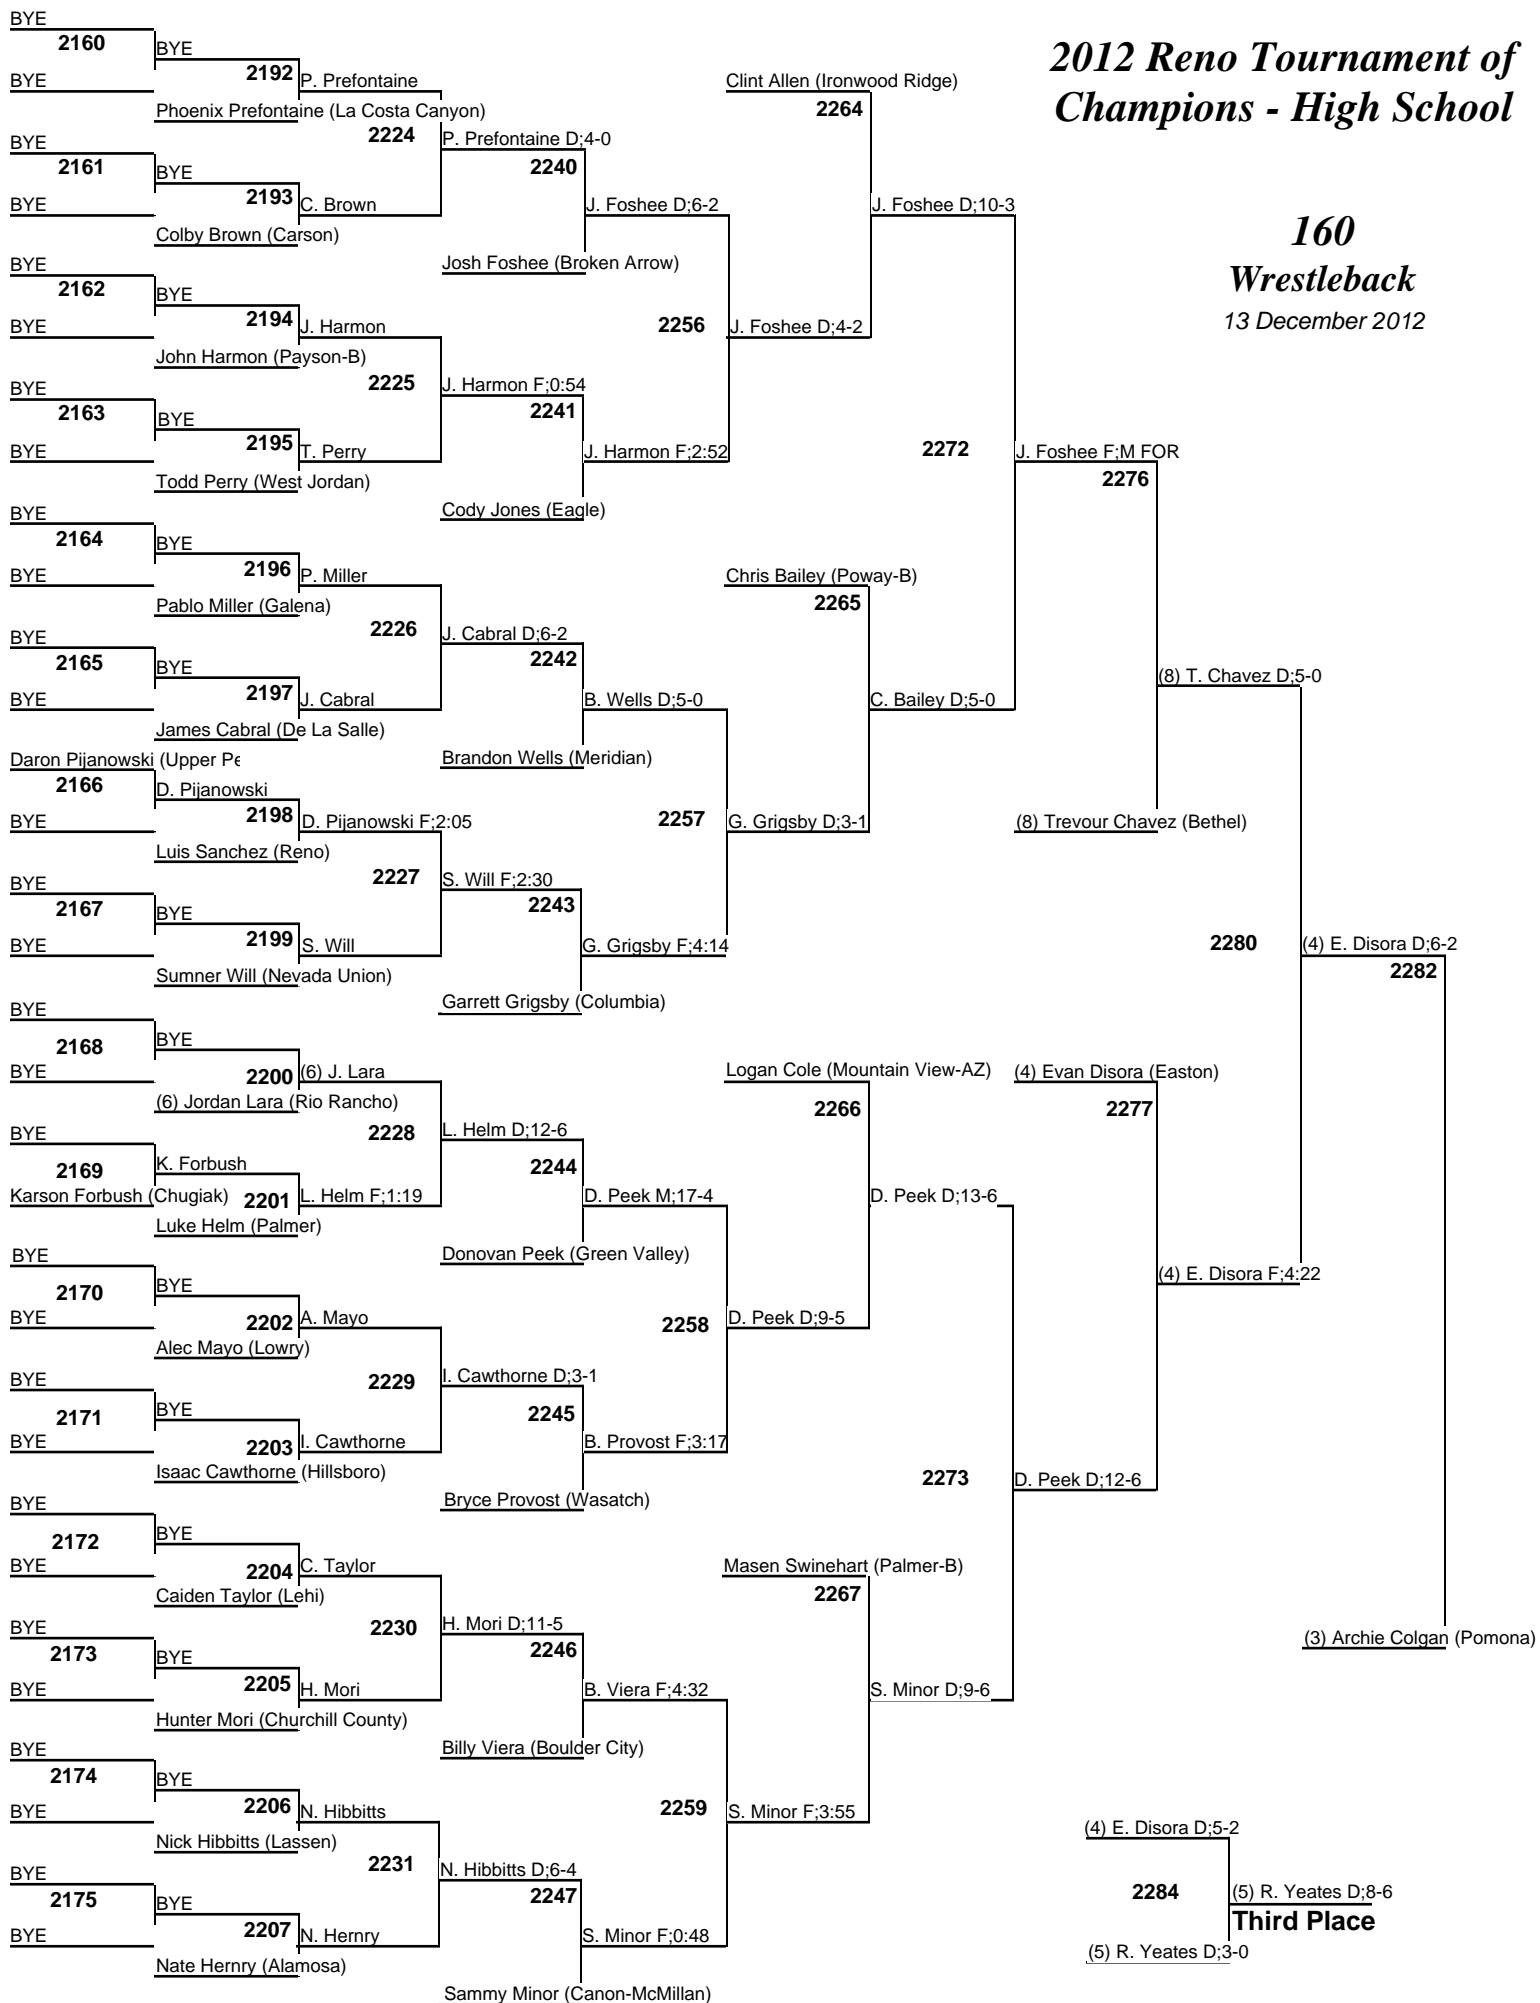 2012 Reno Tournament of
Champions - High School
160
Wrestleback
13 December 2012
BYE
2160
BYE
BYE
2192
P. Prefontaine
Phoenix Prefontaine (La Costa Canyon)
2224
P. Prefontaine D;4-0
BYE
2161
BYE
BYE
2193
C. Brown
Colby Brown (Carson)
2240
J. Foshee D;6-2
Josh Foshee (Broken Arrow)
BYE
2162
BYE
BYE
2194
J. Harmon
John Harmon (Payson-B)
2225
J. Harmon F;0:54
BYE
2163
BYE
BYE
2195
T. Perry
Todd Perry (West Jordan)
2241
J. Harmon F;2:52
Cody Jones (Eagle)
2256
J. Foshee D;4-2
Clint Allen (Ironwood Ridge)
2264
J. Foshee D;10-3
BYE
2164
BYE
BYE
2196
P. Miller
Pablo Miller (Galena)
2226
J. Cabral D;6-2
BYE
2165
BYE
BYE
2197
J. Cabral
James Cabral (De La Salle)
2242
B. Wells D;5-0
Brandon Wells (Meridian)
Daron Pijanowski (Upper Pe
2166
D. Pijanowski
BYE
2198
D. Pijanowski F;2:05
Luis Sanchez (Reno)
2227
S. Will F;2:30
BYE
2167
BYE
BYE
2199
S. Will
Sumner Will (Nevada Union)
2243
G. Grigsby F;4:14
Garrett Grigsby (Columbia)
2257
G. Grigsby D;3-1
Chris Bailey (Poway-B)
2265
C. Bailey D;5-0
2272
J. Foshee F;M FOR
2276
(8) T. Chavez D;5-0
(8) Trevour Chavez (Bethel)
BYE
2168
BYE
BYE
2200
(6) J. Lara
(6) Jordan Lara (Rio Rancho)
2228
L. Helm D;12-6
BYE
2169
K. Forbush
Karson Forbush (Chugiak)
2201
L. Helm F;1:19
Luke Helm (Palmer)
2244
D. Peek M;17-4
Donovan Peek (Green Valley)
BYE
2170
BYE
BYE
2202
A. Mayo
Alec Mayo (Lowry)
2229
I. Cawthorne D;3-1
BYE
2171
BYE
BYE
2203
I. Cawthorne
Isaac Cawthorne (Hillsboro)
2245
B. Provost F;3:17
Bryce Provost (Wasatch)
2258
D. Peek D;9-5
Logan Cole (Mountain View-AZ)
2266
D. Peek D;13-6
BYE
2172
BYE
BYE
2204
C. Taylor
Caiden Taylor (Lehi)
2230
H. Mori D;11-5
BYE
2173
BYE
BYE
2205
H. Mori
Hunter Mori (Churchill County)
2246
B. Viera F;4:32
Billy Viera (Boulder City)
BYE
2174
BYE
BYE
2206
N. Hibbitts
Nick Hibbitts (Lassen)
2231
N. Hibbitts D;6-4
BYE
2175
BYE
BYE
2207
N. Hernry
Nate Hernry (Alamosa)
2247
S. Minor F;0:48
Sammy Minor (Canon-McMillan)
2259
S. Minor F;3:55
Masen Swinehart (Palmer-B)
2267
S. Minor D;9-6
2273
D. Peek D;12-6
(4) Evan Disora (Easton)
2277
(4) E. Disora F;4:22
2280
(4) E. Disora D;6-2
2282
(3) Archie Colgan (Pomona)
(4) E. Disora D;5-2
2284
(5) R. Yeates D;8-6
Third Place
(5) R. Yeates D;3-0